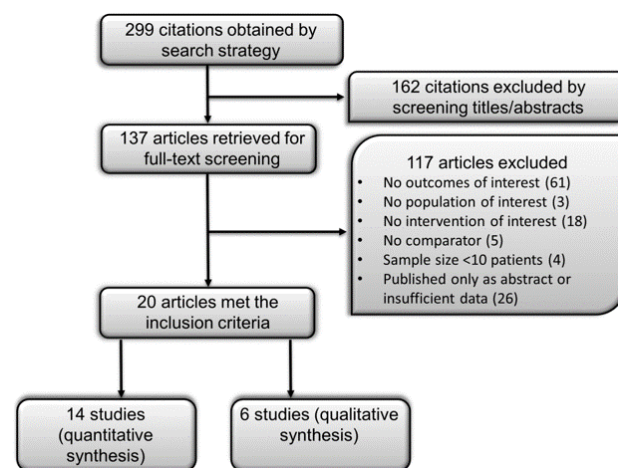 299 citations obtained by
search strategy
162 citations excluded by
screening titles/abstracts
137 articles retrieved for
full-text screening
117 articles excluded
• No outcomes of interest (61)
• No population of interest (3)
• No intervention of interest (18)
• No comparator (5)
• Sample size <10 patients (4)
• Published only as abstract or
insufficient data (26)
20 articles met the
inclusion criteria
14 studies
(quantitative
synthesis)
6 studies (qualitative
synthesis)